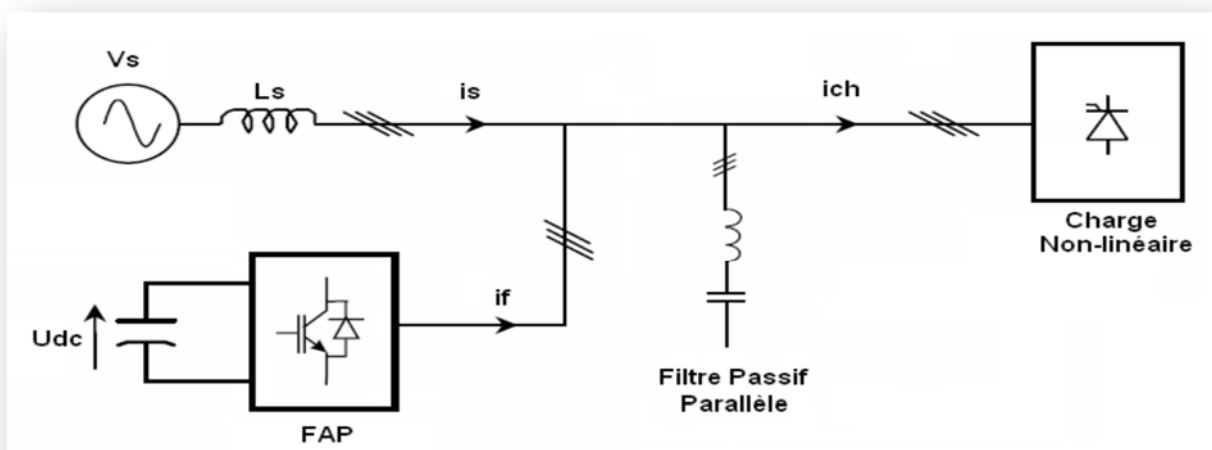 Vs
Ls
is
ich
Charge
Non-linéaire
Udc
if
FAP
Filtre Passif
Parallèle